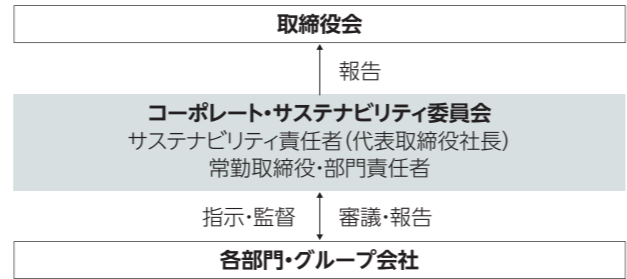 取締役会
報告
コーポレート・サステナビリティ委員会
サステナビリティ責任者(代表取締役社長)
常勤取締役・部門責任者
指示・監督 審議・報告
各部門・グループ会社